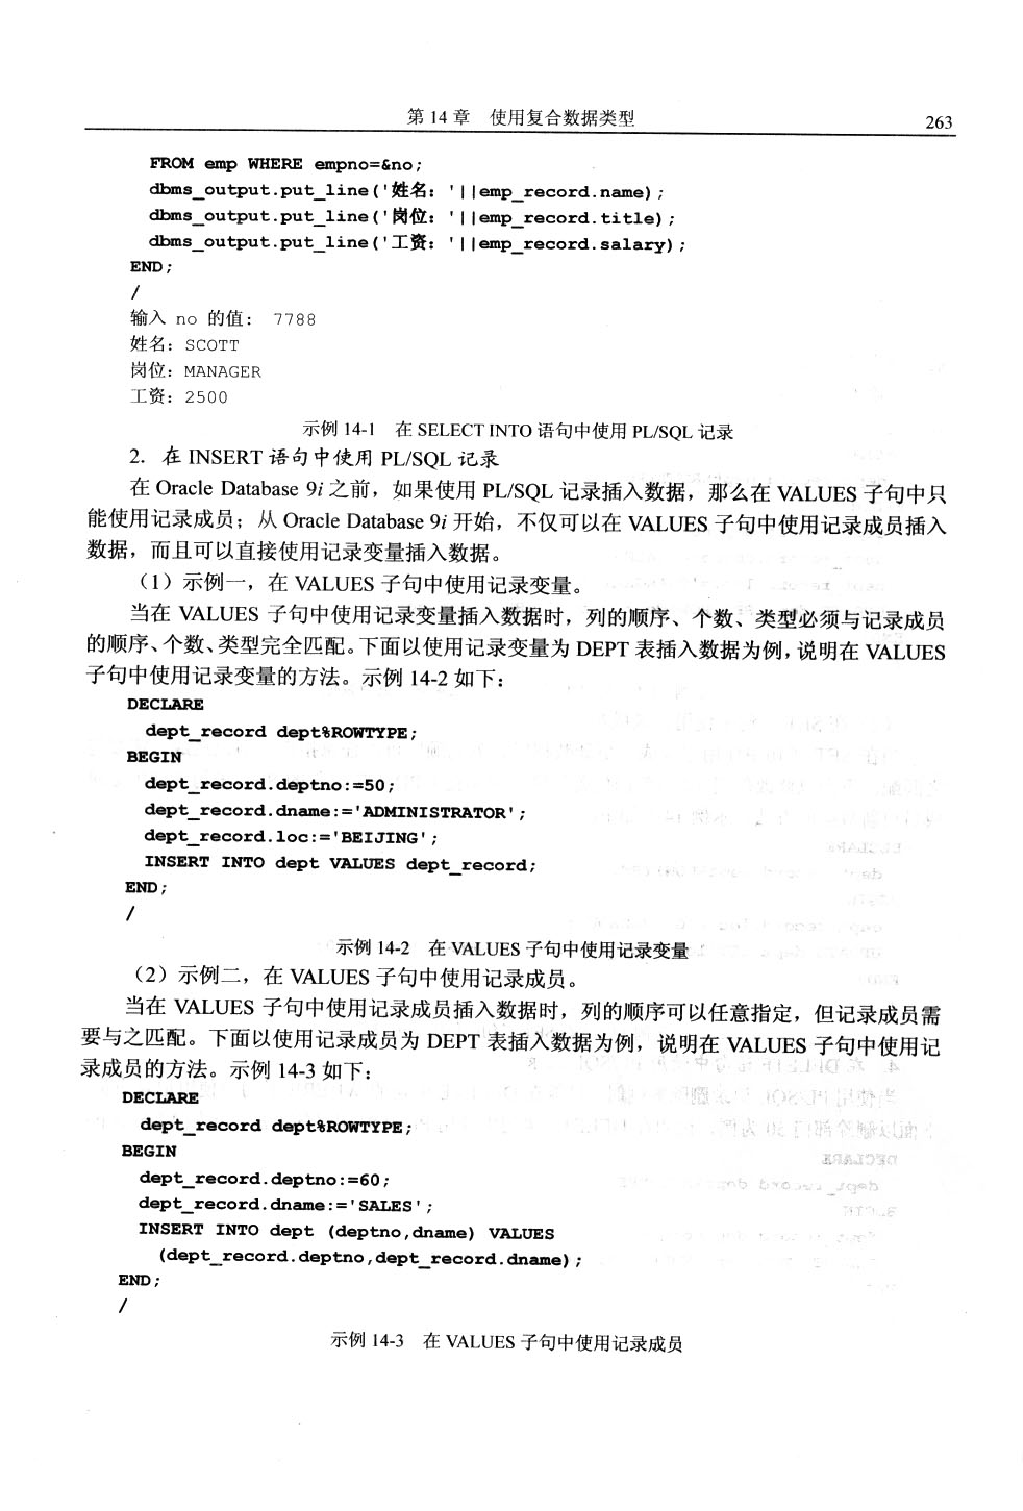 第 14 章　使用复合数据类型　263
FROM emp WHERE empno=&no;
dbms_output.put_line('姓名：'||emp_record.name);
dbms_output.put_line('岗位：'||emp_record.title);
dbms_output.put_line('工资：'||emp_record.salary);
END;
/
输入 no 的值： 7788
姓名：SCOTT
岗位：MANAGER
工资：2500
示例 14-1　在 SELECT INTO 语句中使用 PL/SQL 记录
2．在 INSERT 语句中使用 PL/SQL 记录
在 Oracle Database 9i 之前，如果使用 PL/SQL 记录插入数据，那么在 VALUES 子句中只
能使用记录成员；从 Oracle Database 9i 开始，不仅可以在 VALUES 子句中使用记录成员插入
数据，而且可以直接使用记录变量插入数据。
（1）示例一，在 VALUES 子句中使用记录变量。
当在 VALUES 子句中使用记录变量插入数据时，列的顺序、个数、类型必须与记录成员
的顺序、个数、类型完全匹配。下面以使用记录变量为 DEPT 表插入数据为例，说明在 VALUES
子句中使用记录变量的方法。示例 14-2 如下：
DECLARE
dept_record dept%ROWTYPE;
BEGIN
dept_record.deptno:=50;
dept_record.dname:='ADMINISTRATOR';
dept_record.loc:='BEIJING';
INSERT INTO dept VALUES dept_record;
END;
/
示例 14-2　在 VALUES 子句中使用记录变量
（2）示例二，在 VALUES 子句中使用记录成员。
当在 VALUES 子句中使用记录成员插入数据时，列的顺序可以任意指定，但记录成员需
要与之匹配。下面以使用记录成员为 DEPT 表插入数据为例，说明在 VALUES 子句中使用记
录成员的方法。示例 14-3 如下：
DECLARE
dept_record dept%ROWTYPE;
BEGIN
dept_record.deptno:=60;
dept_record.dname:='SALES';
INSERT INTO dept (deptno,dname) VALUES
(dept_record.deptno,dept_record.dname);
END;
/
示例 14-3　在 VALUES 子句中使用记录成员